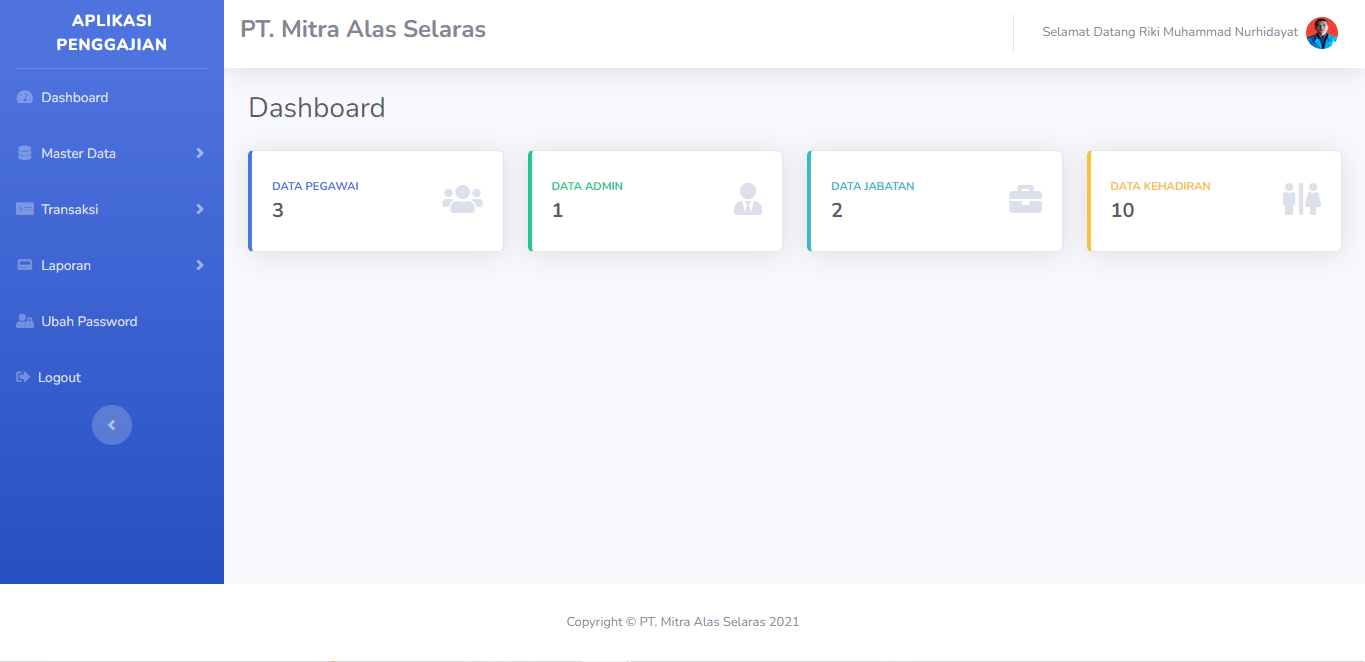 APLIKASI
PENGGAJIAN
Dashboard
Master Data
Transaksi
Laporan
Ubah Password
Logout
PT. Mitra Alas Selaras
Selamat Datang Riki Muhammad Nurhidayat
Dashboard
DATA PEGAWAI
3
DATA ADMIN
1
DATA JABATAN
2
DATA KEHADIRAN
10
Copyright © PT. Mitra Alas Selaras 2021